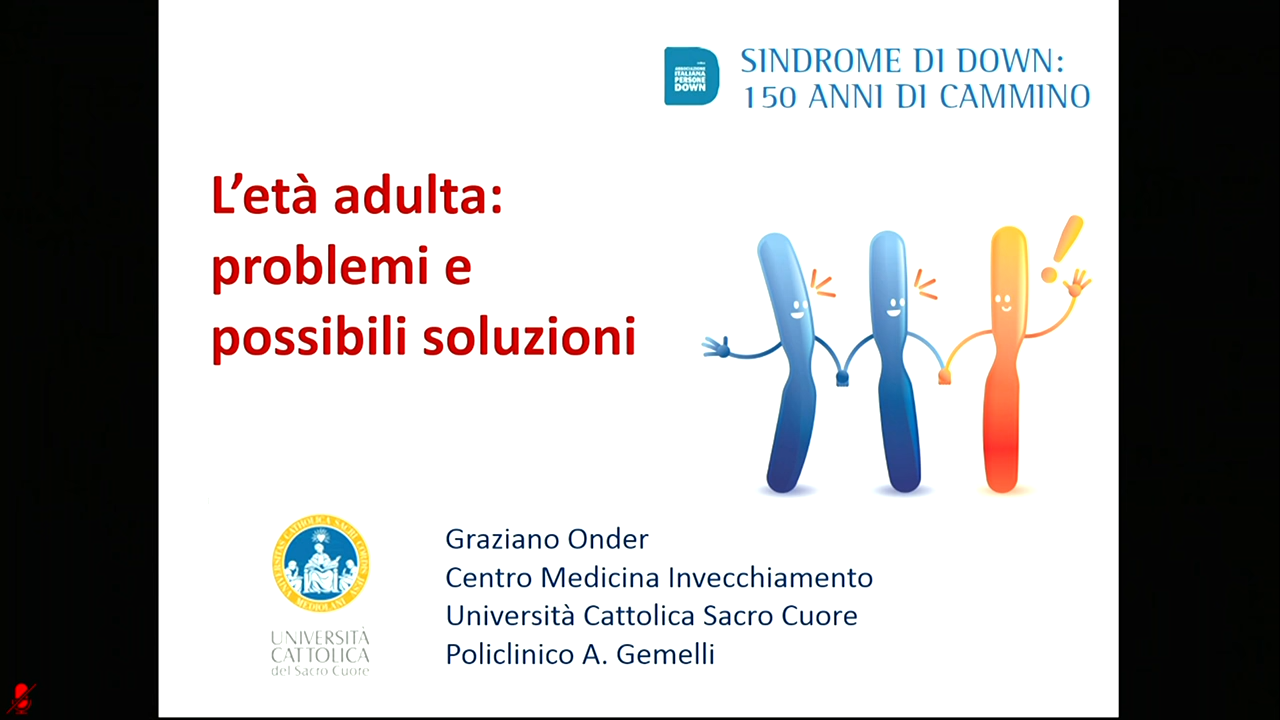 ASSOCIAZIONE
ITALIANA
PERSONE
DOWN
SINDROME DI DOWN:
150 ANNI DI CAMMINO
L'età adulta:
problemi e
possibili soluzioni
Graziano Onder
Centro Medicina Invecchiamento
Università Cattolica Sacro Cuore
Policlinico A. Gemelli
UNIVERSITÀ
CATTOLICA
del Sacro Cuore